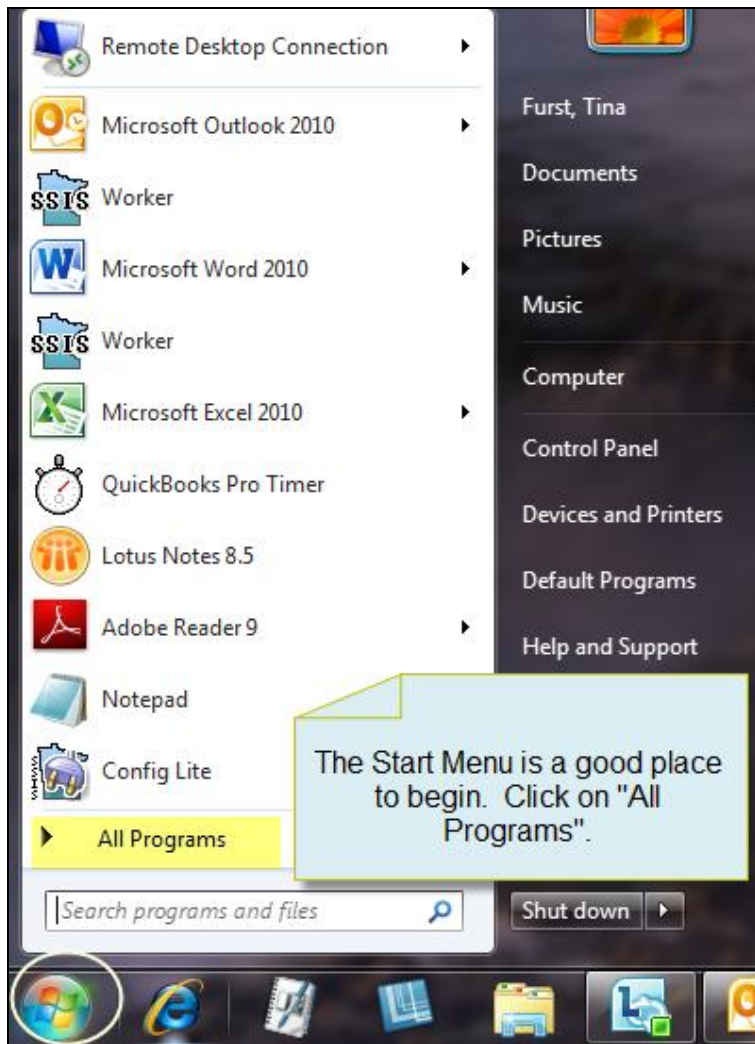 Remote Desktop Connection
Microsoft Outlook 2010
SSIS Worker
Microsoft Word 2010
SSIS Worker
Microsoft Excel 2010
QuickBooks Pro Timer
Lotus Notes 8.5
Adobe Reader 9
Notepad
SSIS Config Lite
All Programs
Search programs and files
Furst, Tina
Documents
Pictures
Music
Computer
Control Panel
Devices and Printers
Default Programs
Help and Support
The Start Menu is a good place
to begin. Click on "All
Programs".
Shut down